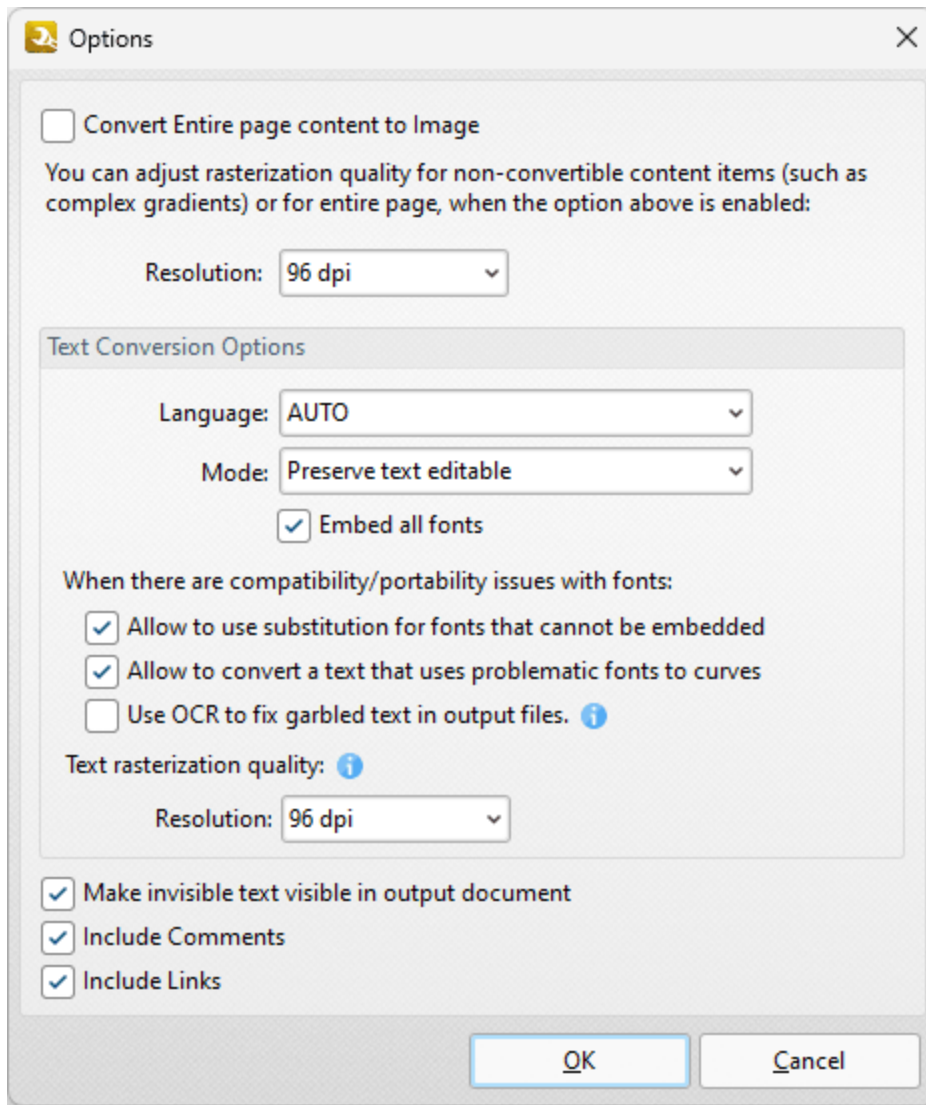 Options
Convert Entire page content to Image
You can adjust rasterization quality for non-convertible content items (such as
complex gradients) or for entire page, when the option above is enabled:
Resolution: 96 dpi
Text Conversion Options
Language: AUTO
Mode: Preserve text editable
Embed all fonts
When there are compatibility/portability issues with fonts:
Allow to use substitution for fonts that cannot be embedded
Allow to convert a text that uses problematic fonts to curves
Use OCR to fix garbled text in output files.
Text rasterization quality:
Resolution: 96 dpi
Make invisible text visible in output document
Include Comments
Include Links
OK Cancel